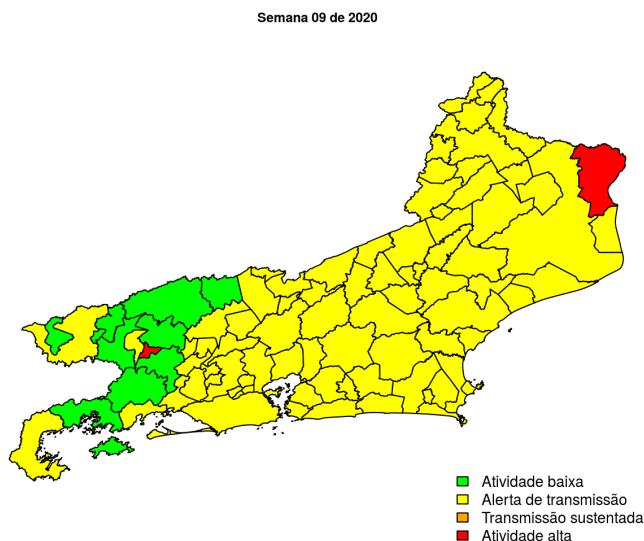 Semana 09 de 2020
Atividade baixa
Alerta de transmissão
Transmissão sustentada
Atividade alta